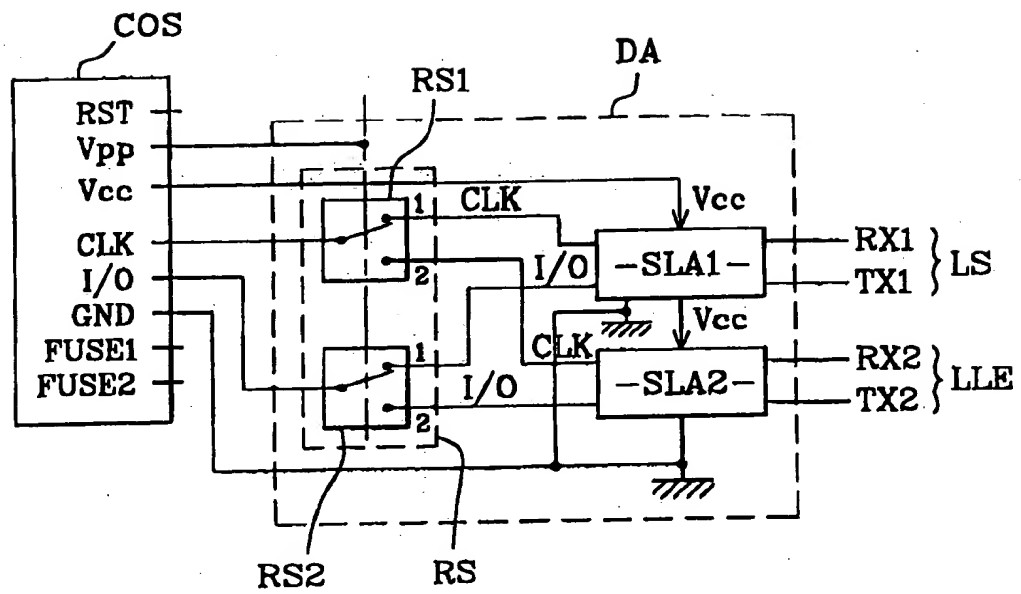 COS
RST
Vpp
Vcc
CLK
I/O
GND
FUSE1
FUSE2
RS1
DA
1
2
CLK
I/O
Vcc
-SLA1-
RX1
TX1
} LS
1
2
I/O
CLK
Vcc
-SLA2-
RX2
TX2
} LLE
RS2
RS